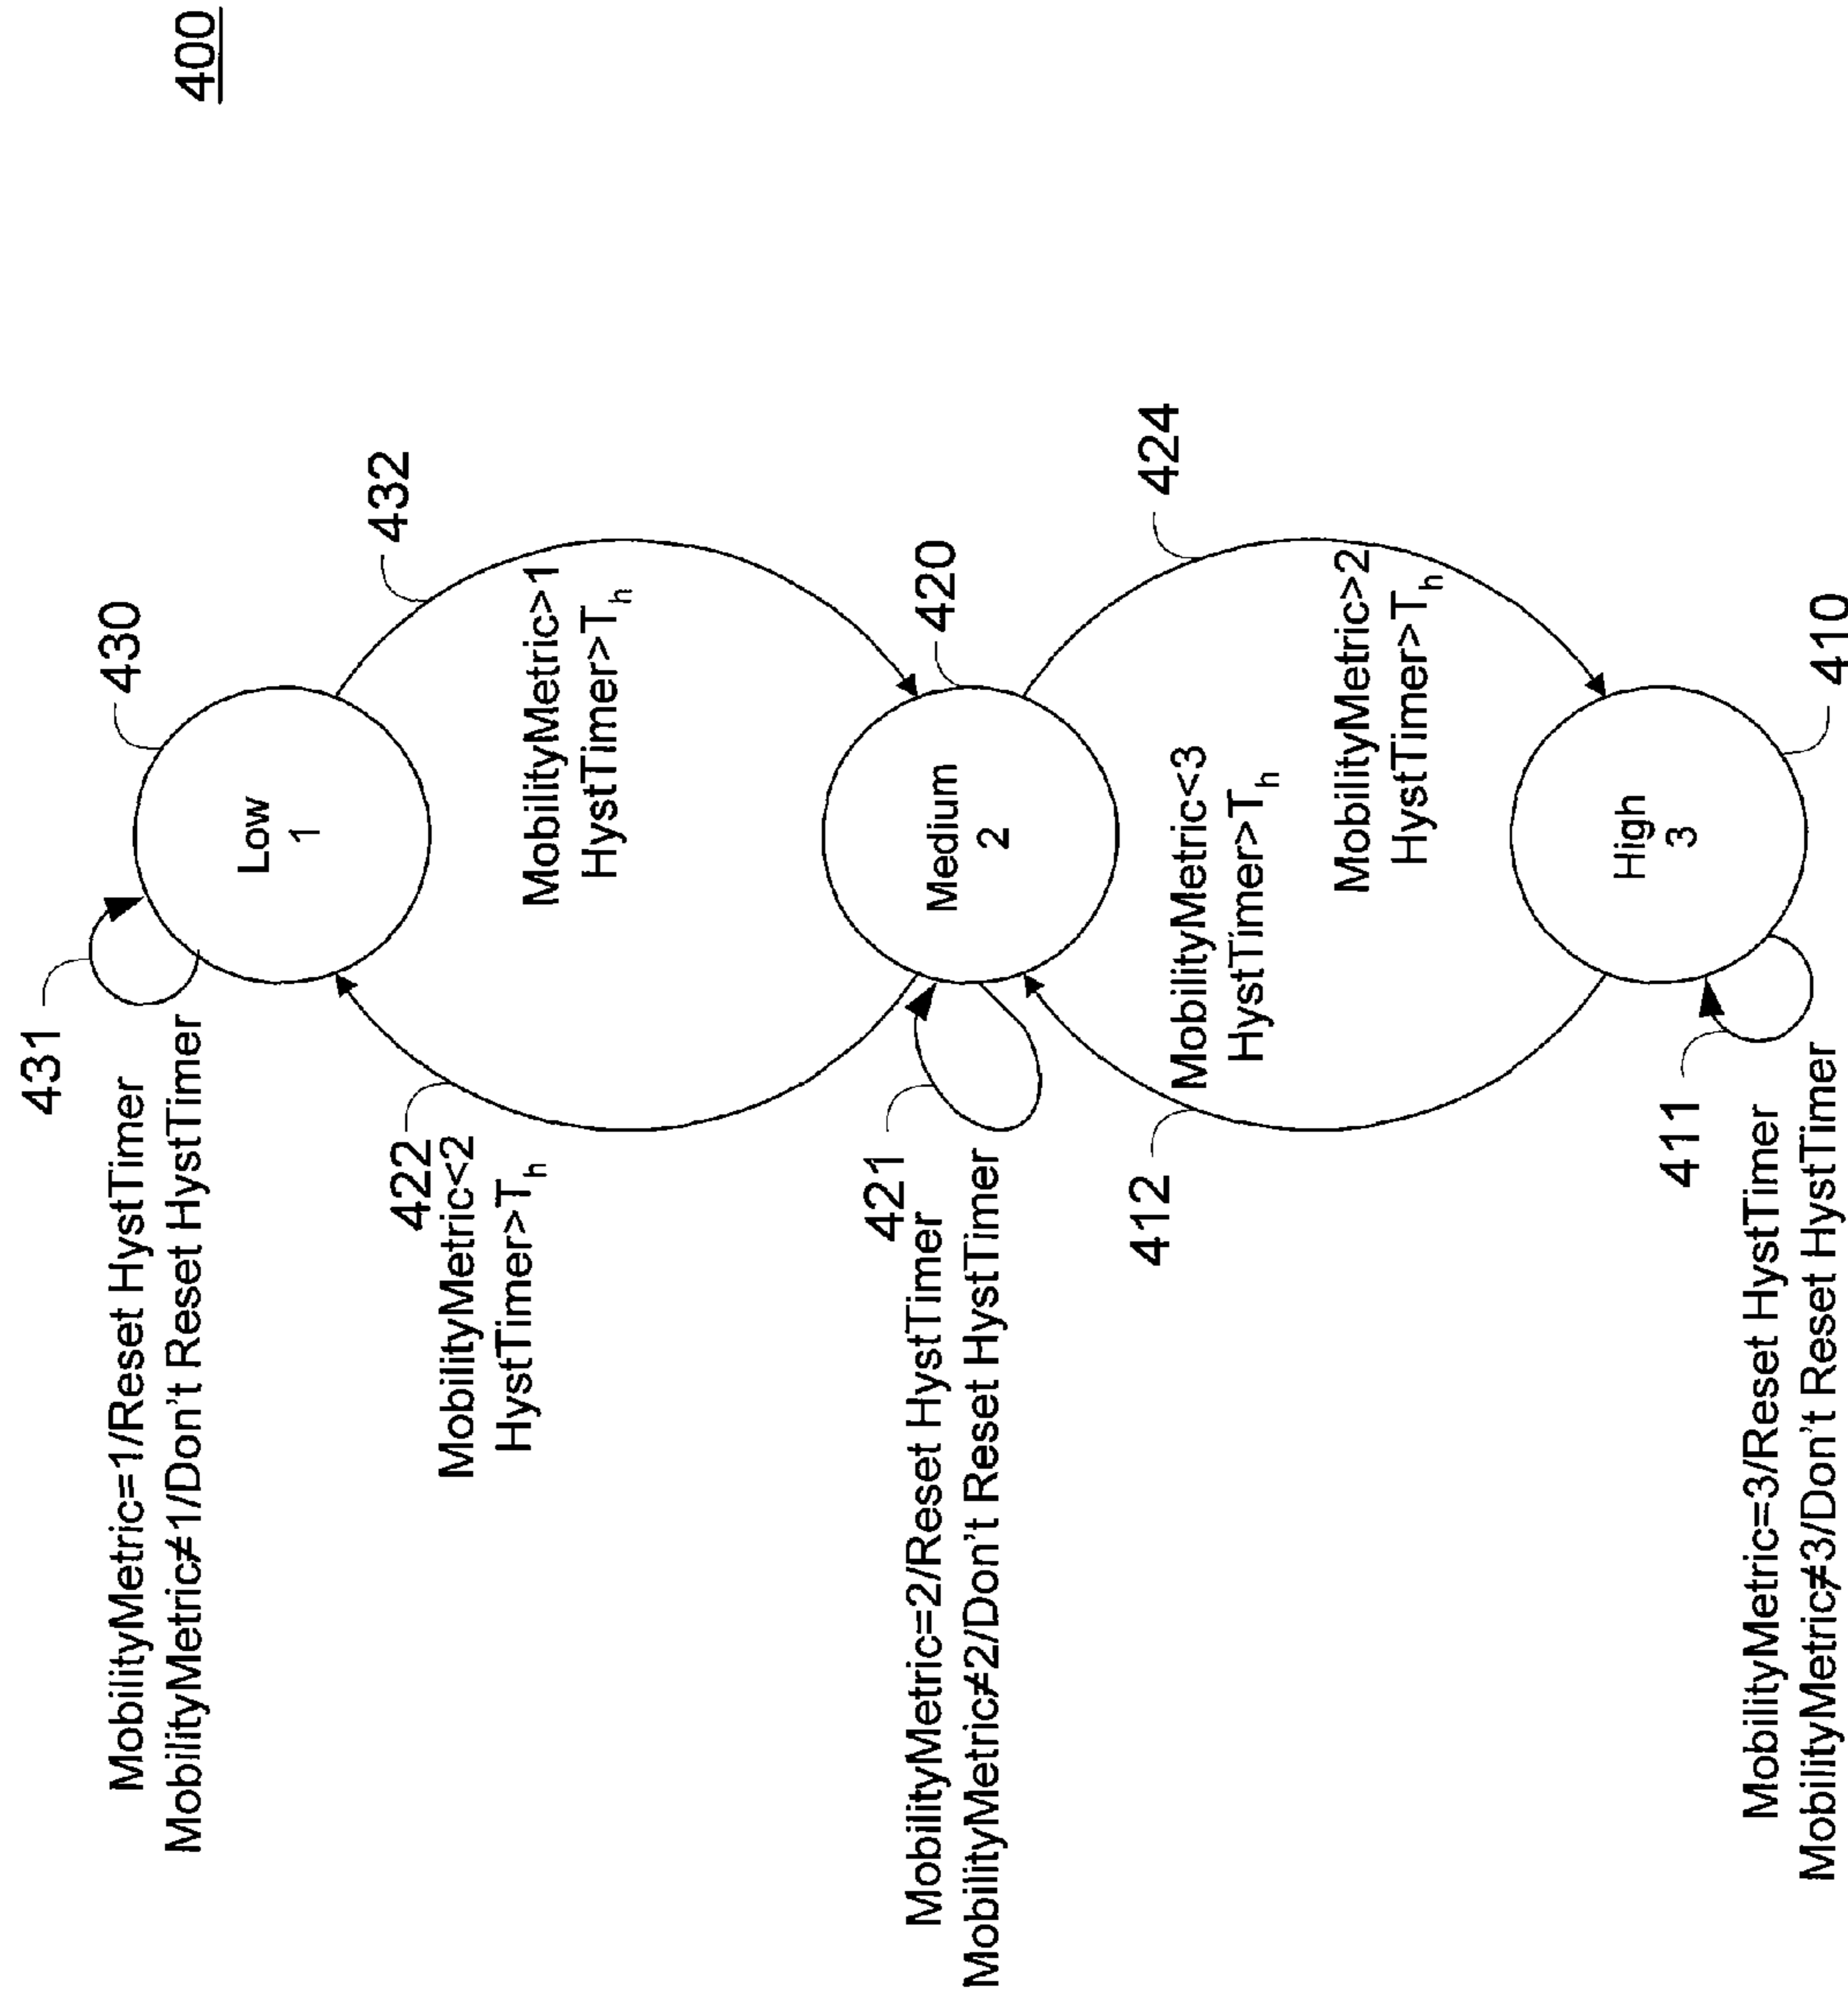 400
431
MobilityMetric=1/Reset HystTimer
MobilityMetric≠1/Don't Reset HystTimer
430
Low
1
432
422
MobilityMetric<2
HystTimer>Th
MobilityMetric>1
HystTimer>Th
421
MobilityMetric=2/Reset HystTimer
MobilityMetric≠2/Don't Reset HystTimer
Medium
2
420
412
MobilityMetric<3
HystTimer>Th
424
MobilityMetric>2
HystTimer>Th
411
MobilityMetric=3/Reset HystTimer
MobilityMetric≠3/Don't Reset HystTimer
High
3
410